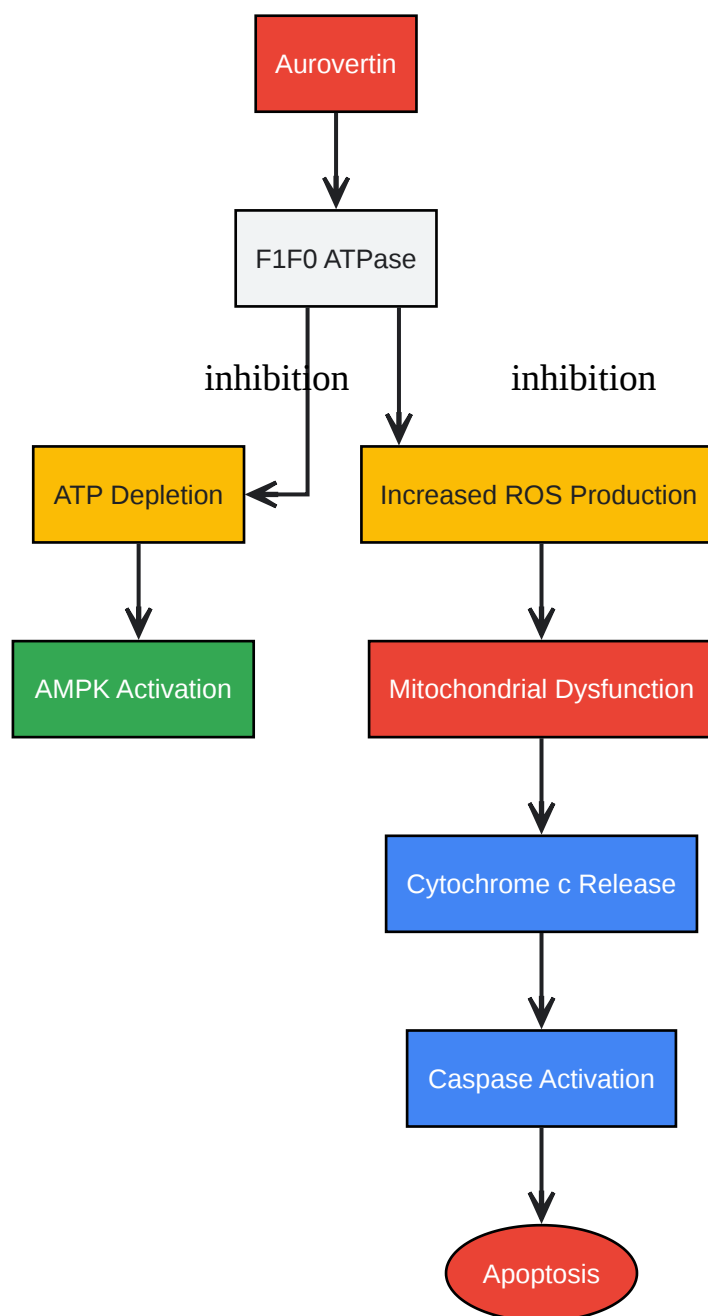 Aurovertin
F1F0 ATPase
inhibition
inhibition
ATP Depletion
Increased ROS Production
AMPK Activation
Mitochondrial Dysfunction
Cytochrome c Release
Caspase Activation
Apoptosis